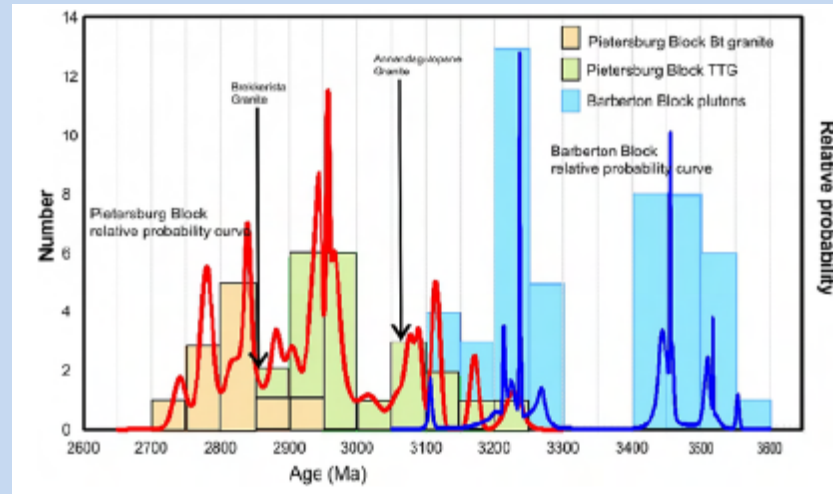 14
12
10
8
6
4
2
0
Number
2600
2700
2800
2900
3000
3100
3200
3300
3400
3500
3600
Age (Ma)
Relative probability
Granite
Granite
Pietersburg Block Bt granite
Pietersburg Block TTG
Barberton Block plutons
Barberton Block
relative probability curve
Pietersburg Block
relative probability curve